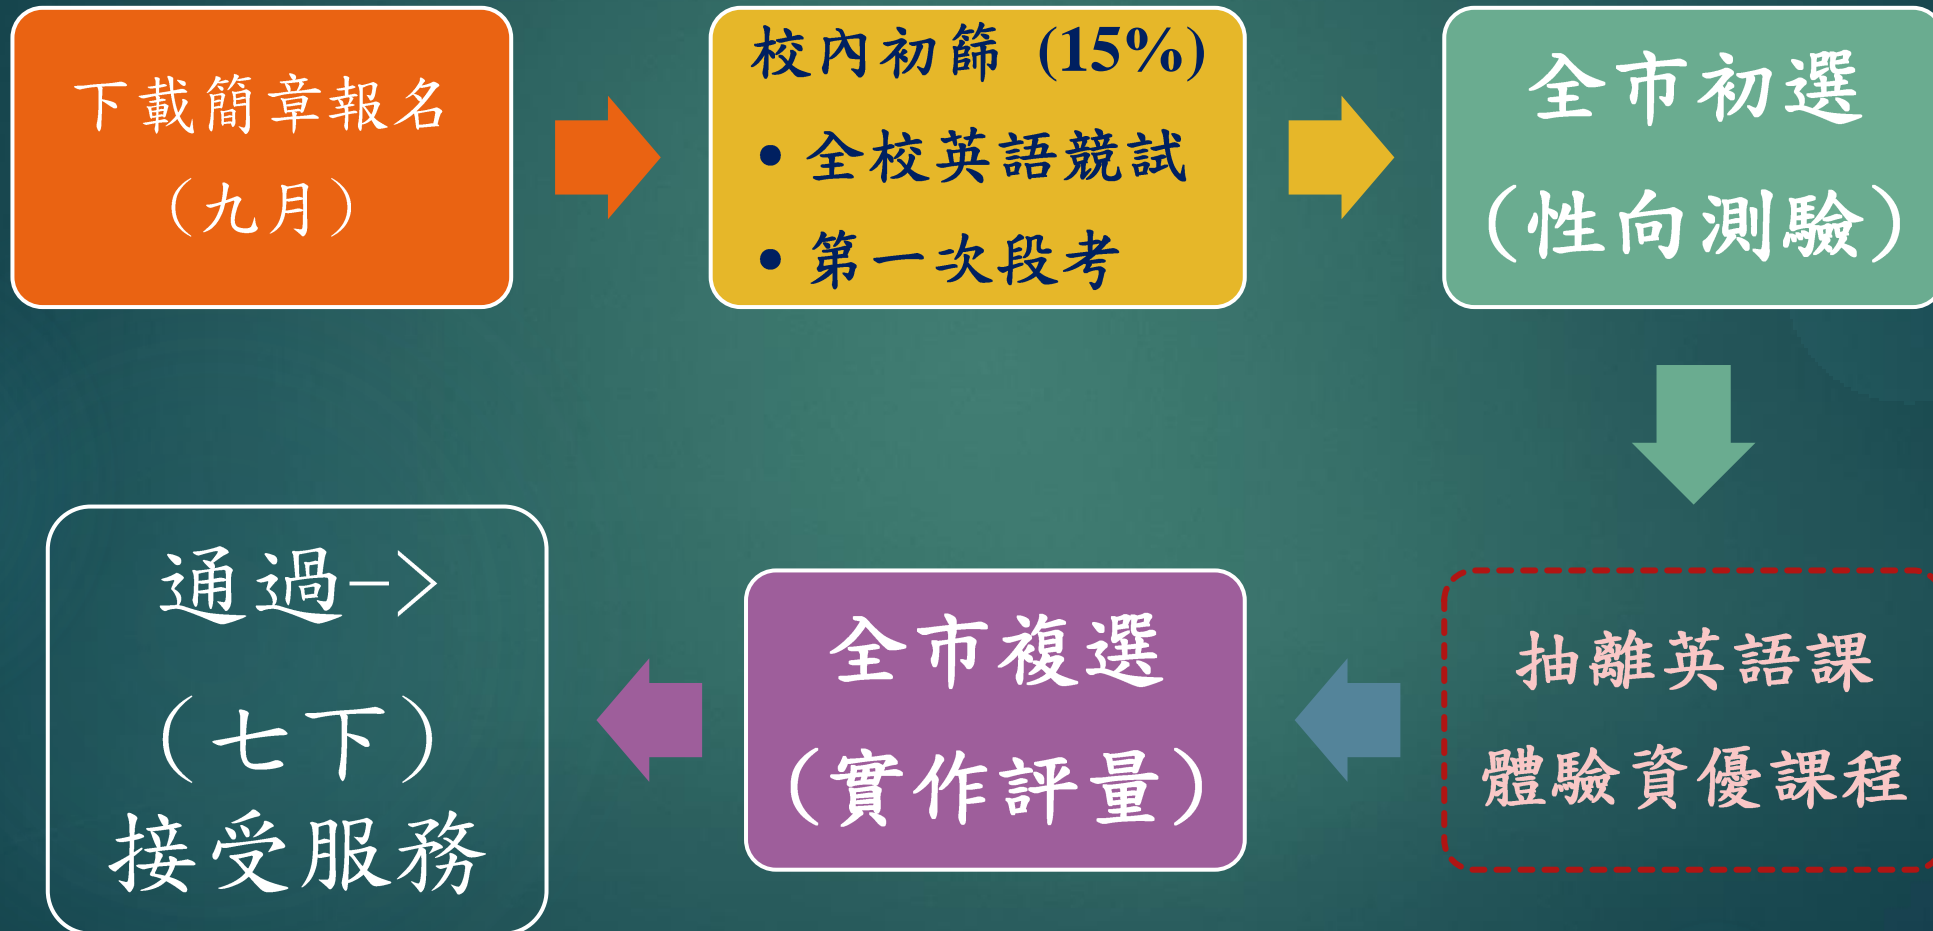 下載簡章報名
（九月）
校內初篩 (15%)
• 全校英語競試
• 第一次段考
全市初選
（性向測驗）
抽離英語課
體驗資優課程
全市複選
（實作評量）
通過->
（七下）
接受服務